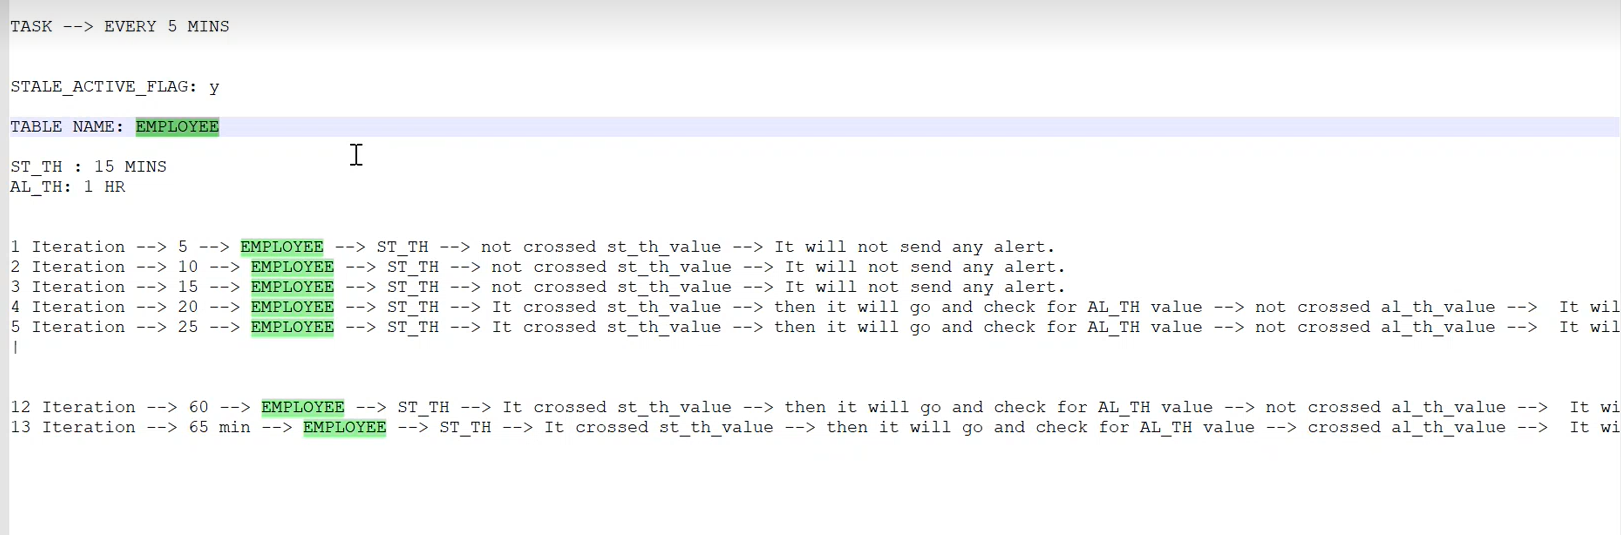 TASK --> EVERY 5 MINS
STALE_ACTIVE_FLAG: y
TABLE NAME: EMPLOYEE
ST_TH : 15 MINS
AL_TH: 1 HR
1 Iteration --> 5 --> EMPLOYEE --> ST_TH --> not crossed st_th_value --> It will not send any alert.
2 Iteration --> 10 --> EMPLOYEE --> ST_TH --> not crossed st_th_value --> It will not send any alert.
3 Iteration --> 15 --> EMPLOYEE --> ST_TH --> not crossed st_th_value --> It will not send any alert.
4 Iteration --> 20 --> EMPLOYEE --> ST_TH --> It crossed st_th_value --> then it will go and check for AL_TH value --> not crossed al_th_value --> It wil
5 Iteration --> 25 --> EMPLOYEE --> ST_TH --> It crossed st_th_value --> then it will go and check for AL_TH value --> not crossed al_th_value --> It wil
12 Iteration --> 60 --> EMPLOYEE --> ST_TH --> It crossed st_th_value --> then it will go and check for AL_TH value --> not crossed al_th_value --> It wi
13 Iteration --> 65 min --> EMPLOYEE --> ST_TH --> It crossed st_th_value --> then it will go and check for AL_TH value --> crossed al_th_value --> It wi